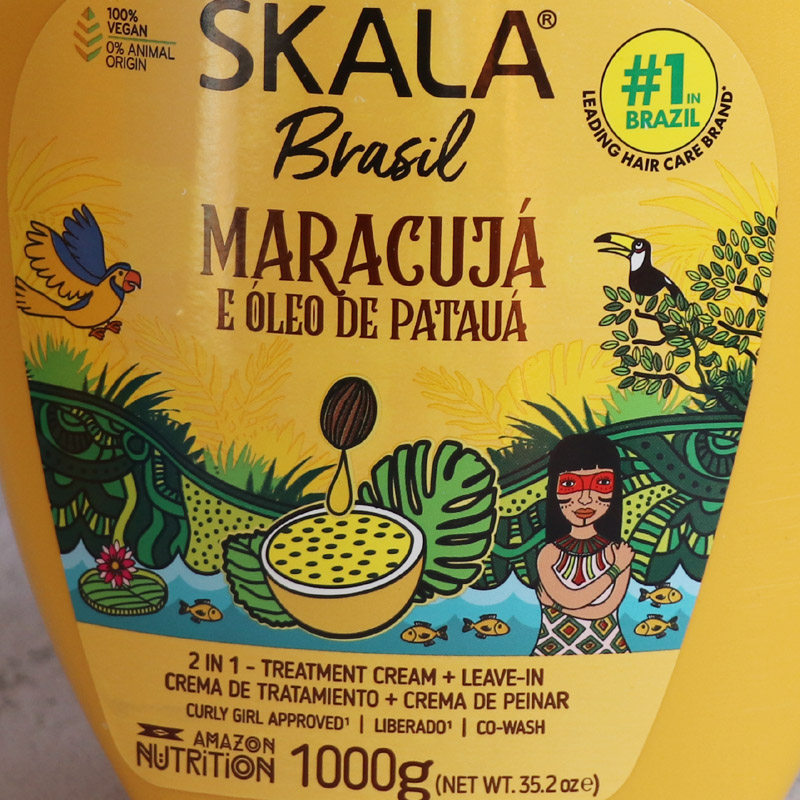 100%
VEGAN
0% ANIMAL
ORIGIN
SKALA®
Brasil
#1 IN
BRAZIL
LEADING HAIR CARE BRAND*
MARACUJÁ
E ÓLEO DE PATAUÁ
2 IN 1 - TREATMENT CREAM + LEAVE-IN
CREMA DE TRATAMIENTO + CREMA DE PEINAR
CURLY GIRL APPROVED¹ | LIBERADO¹ | CO-WASH
AMAZON
NUTRITION
1000g (NET WT. 35.2 oz℮)